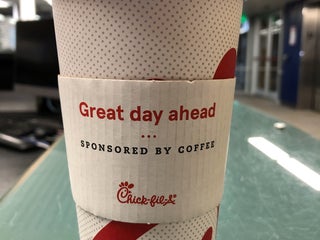 Great day ahead
SPONSORED BY COFFEE
Chick-fil-A